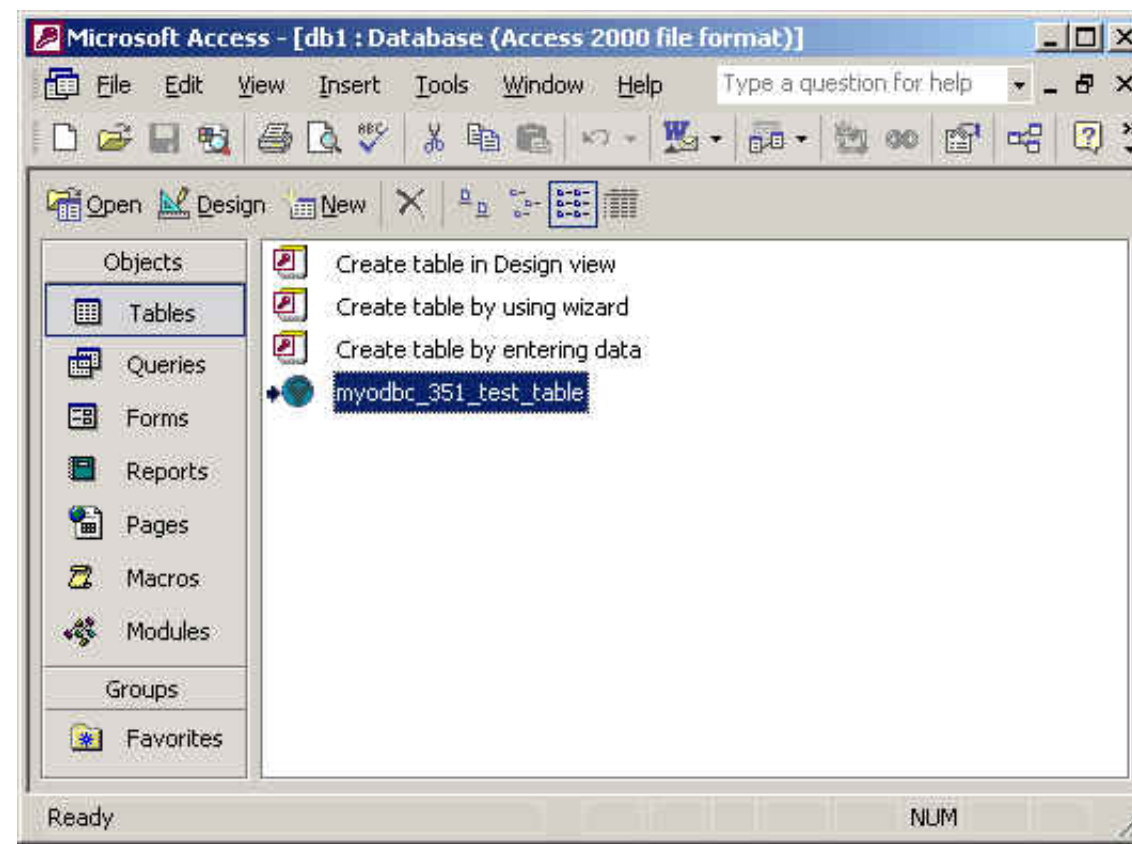 Microsoft Access - [db1 : Database (Access 2000 file format)]
File Edit View Insert Tools Window Help Type a question for help
ABC W
Open Design New
Objects
Tables
Queries
Forms
Reports
Pages
Macros
Modules
Groups
Favorites
Create table in Design view
Create table by using wizard
Create table by entering data
myodbc_351_test_table
Ready NUM